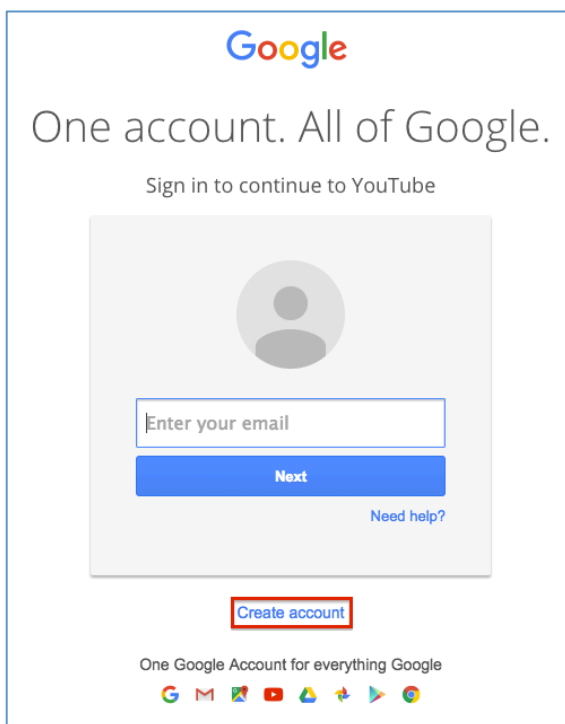 Google
One account. All of Google.
Sign in to continue to YouTube
Enter your email
Next
Need help?
Create account
One Google Account for everything Google